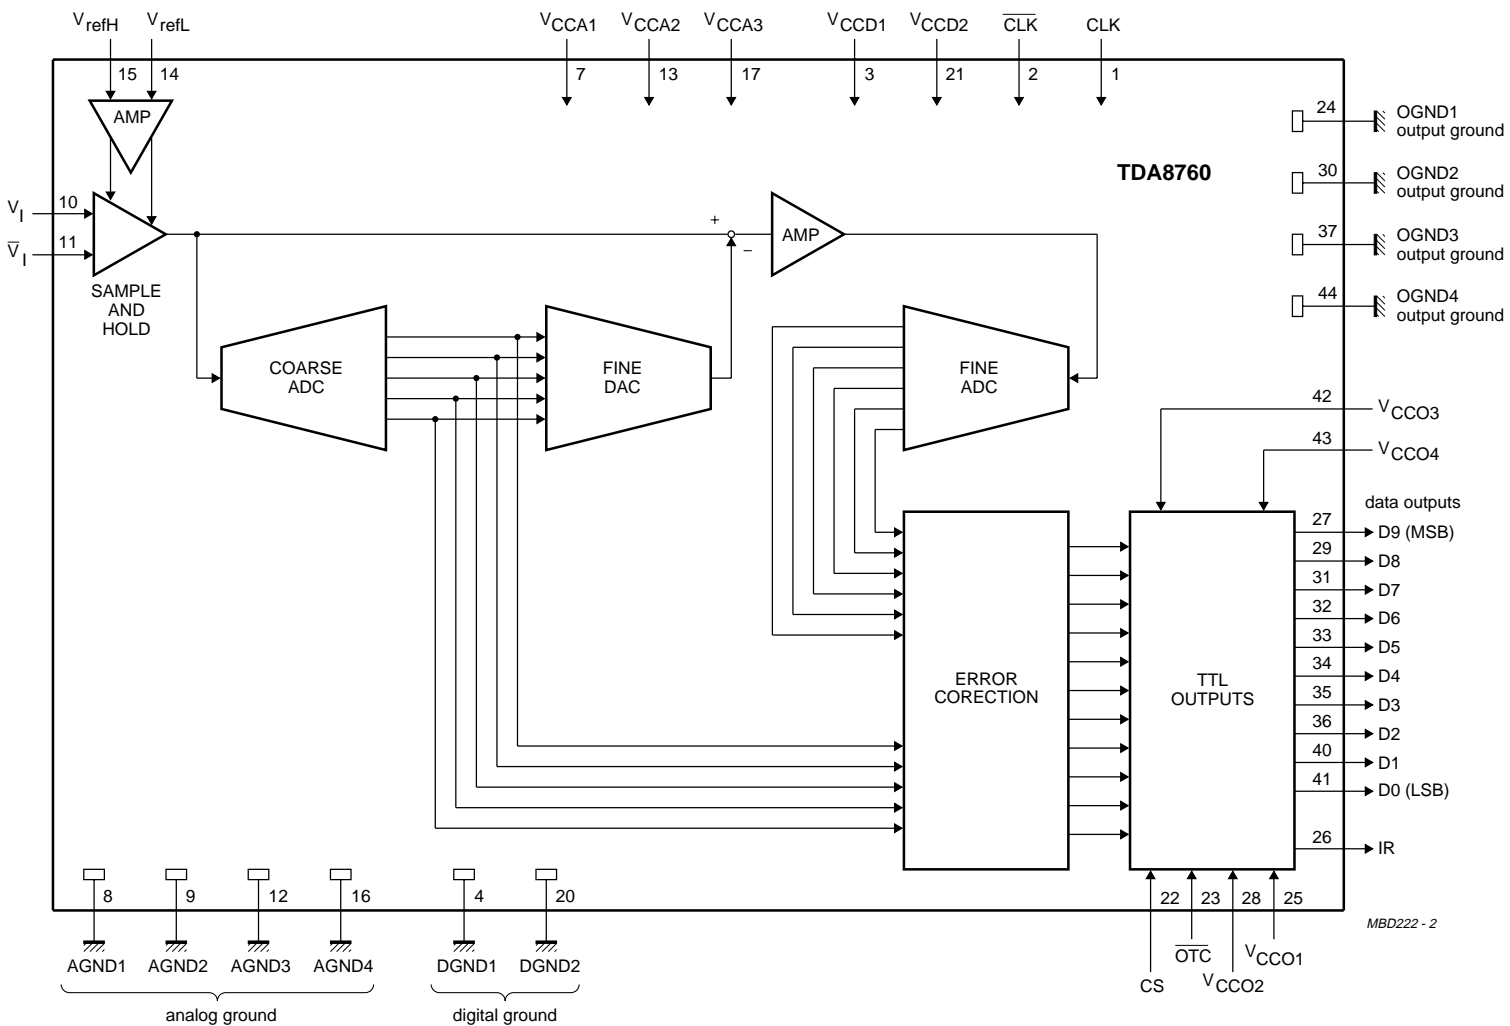 VrefH VrefL VCCA1 VCCA2 VCCA3 VCCD1 VCCD2 CLK CLK
15 14 7 13 17 3 21 2 1
AMP
TDA8760
24 OGND1
output ground
30 OGND2
output ground
37 OGND3
output ground
44 OGND4
output ground
VI 10
VI 11
SAMPLE
AND
HOLD
+
−
AMP
COARSE
ADC
FINE
DAC
FINE
ADC
42 VCCO3
43 VCCO4
data outputs
27 D9 (MSB)
29 D8
31 D7
32 D6
33 D5
34 D4
35 D3
36 D2
40 D1
41 D0 (LSB)
26 IR
ERROR
CORECTION
TTL
OUTPUTS
8 9 12 16 4 20 22 23 28 25
AGND1 AGND2 AGND3 AGND4 DGND1 DGND2
analog ground digital ground
CS OTC VCCO2 VCCO1
MBD222 - 2